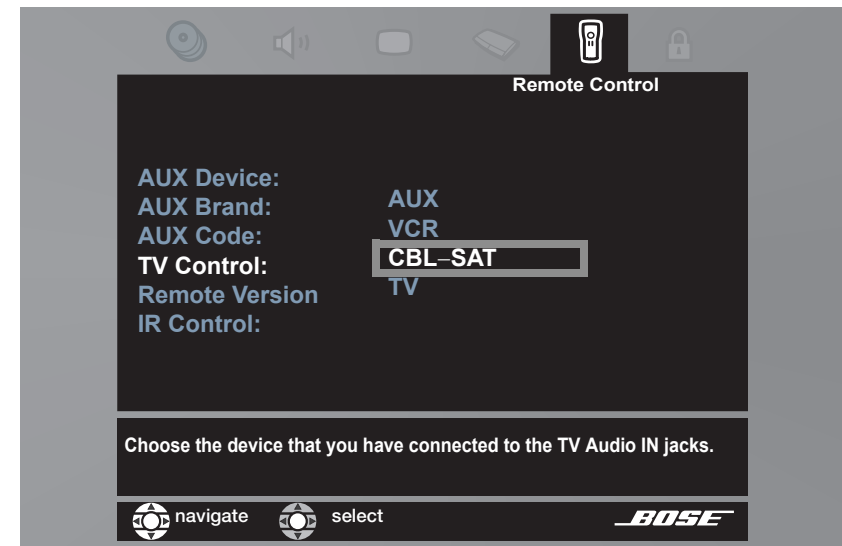 Remote Control
AUX Device:
AUX Brand:
AUX Code:
TV Control:
Remote Version
IR Control:
AUX
VCR
CBL–SAT
TV
Choose the device that you have connected to the TV Audio IN jacks.
navigate select BOSE